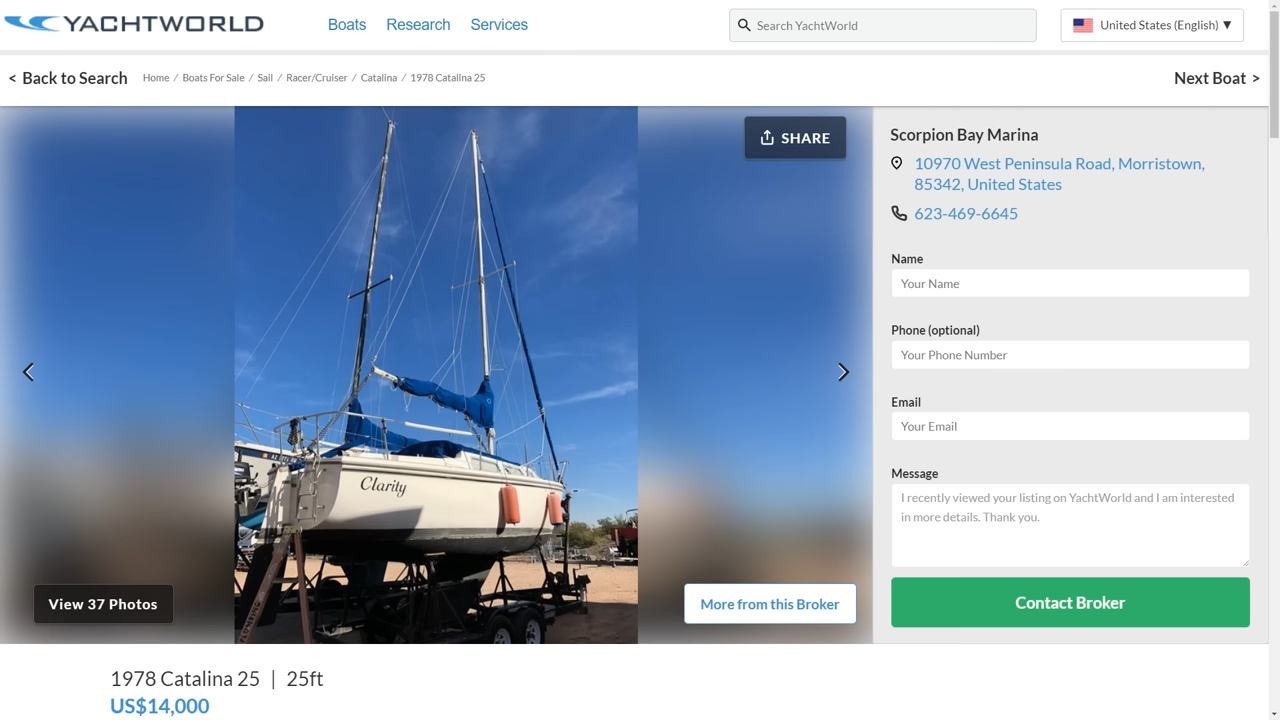 YACHTWORLD
Boats Research Services
Search YachtWorld
United States (English) ▼
< Back to Search
Home / Boats For Sale / Sail / Racer/Cruiser / Catalina / 1978 Catalina 25
Next Boat >
SHARE
Clarity
View 37 Photos
More from this Broker
Scorpion Bay Marina
10970 West Peninsula Road, Morristown,
85342, United States
623-469-6645
Name
Your Name
Phone (optional)
Your Phone Number
Email
Your Email
Message
I recently viewed your listing on YachtWorld and I am interested
in more details. Thank you.
Contact Broker
1978 Catalina 25 | 25ft
US$14,000